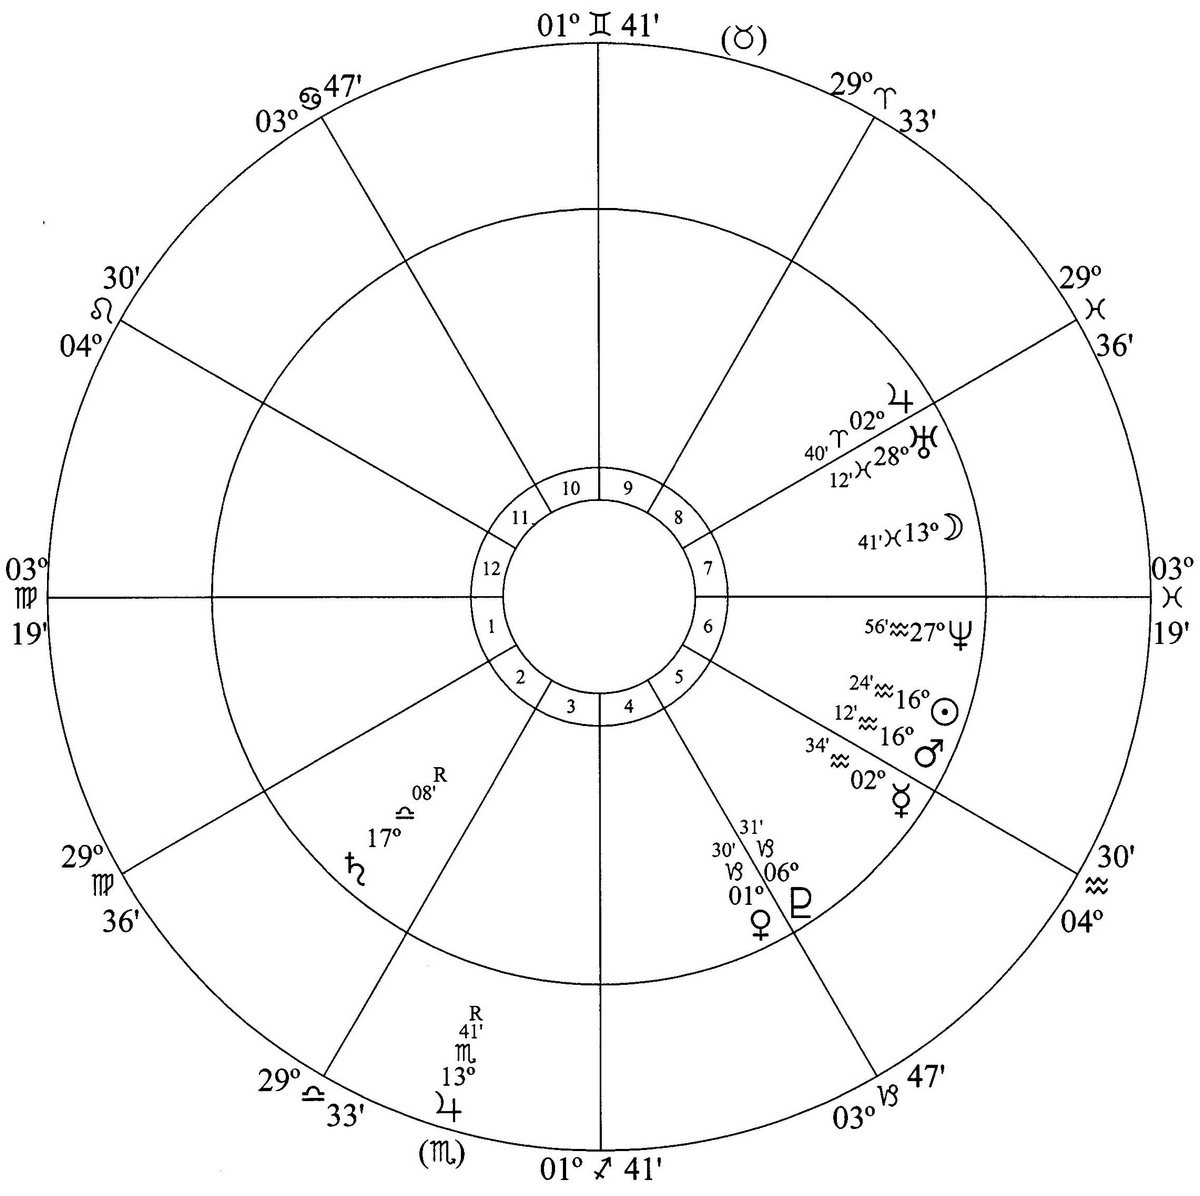 01° ♊ 41'
(♉)
29° ♈ 33'
29° ♓ 36'
03° ♓ 19'
30' ♒ 04°
47' ♑ 03°
01° ♐ 41'
(♏)
29° ♎ 33'
29° ♍ 36'
03° ♍ 19'
30' ♌ 04°
03° ♋ 47'
10
9
11
8
12
7
1
6
2
5
3
4
♃ 02° ♈ 40'
♅ 28° ♓ 12'
☽ 13° ♓ 41'
♆ 27° ♒ 56'
☉ 16° ♒ 24'
♂ 16° ♒ 12'
☿ 02° ♒ 34'
♇ 06° ♑ 31'
♀ 01° ♑ 30'
♄ 17° ♎ 08' R
♃ 13° ♏ 41' R